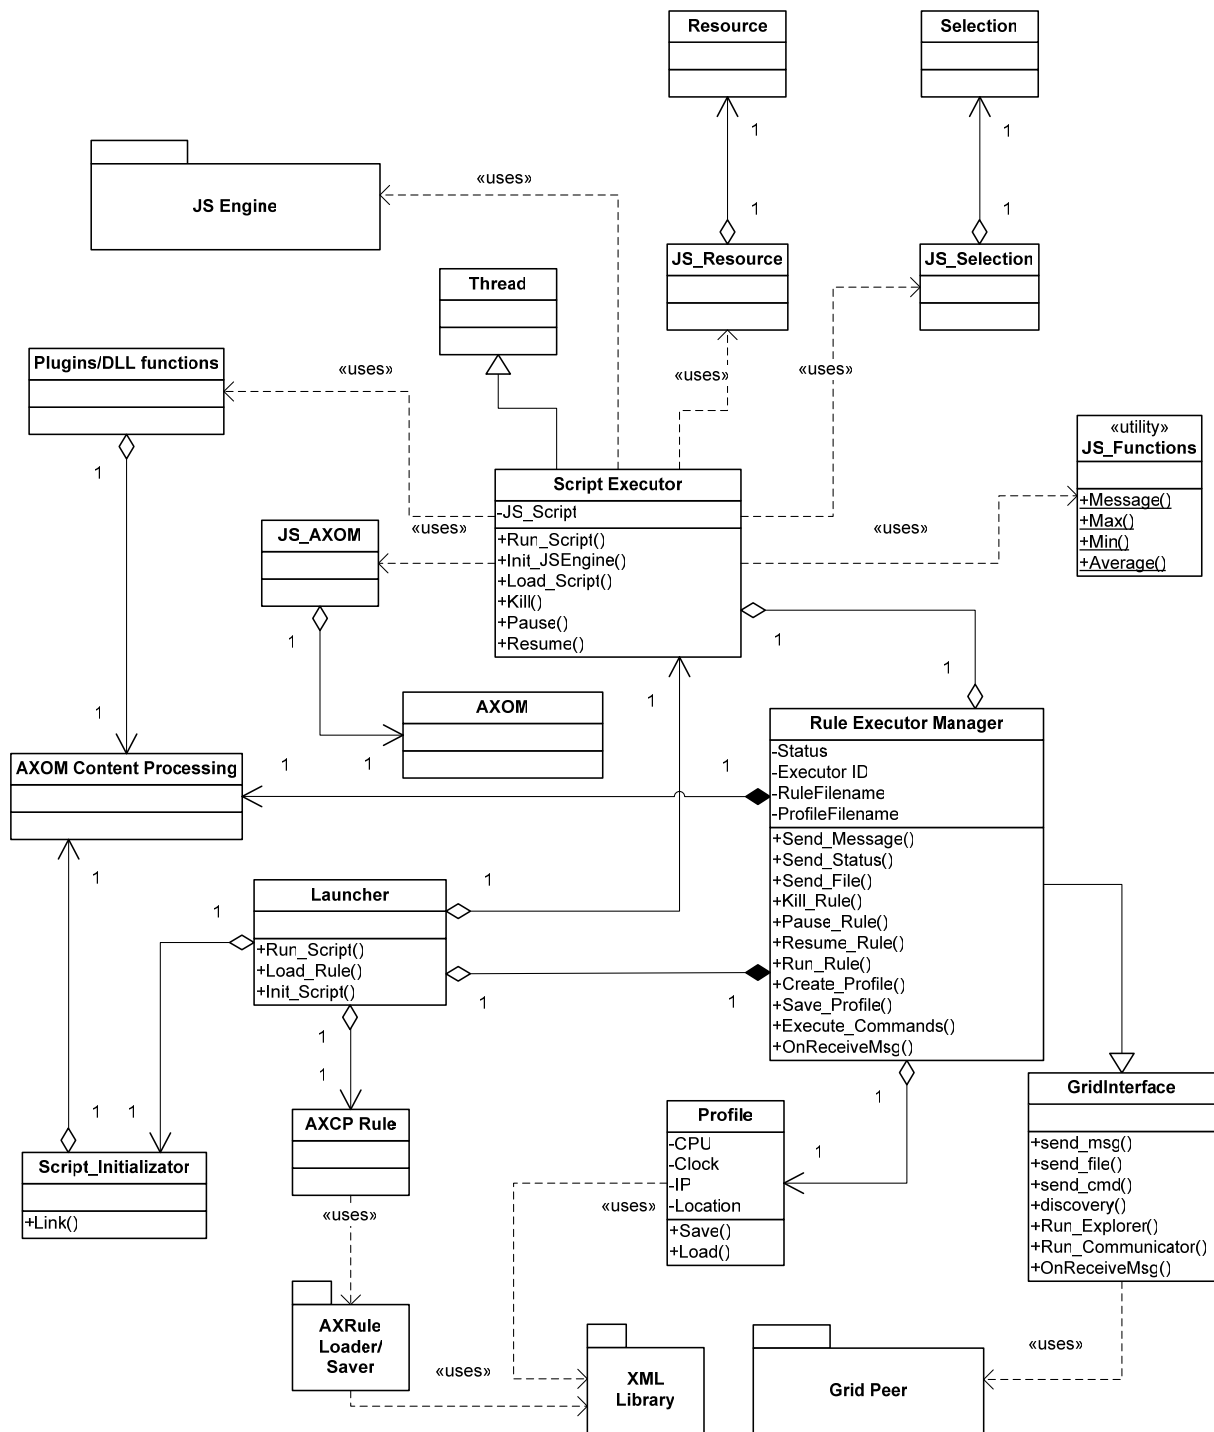 Resource
Selection
1
1
«uses»
JS Engine
1
1
JS_Resource
JS_Selection
Thread
Plugins/DLL functions
«uses»
«uses»
«uses»
«utility»
JS_Functions
+Message()
+Max()
+Min()
+Average()
1
Script Executor
-JS_Script
+Run_Script()
+Init_JSEngine()
+Load_Script()
+Kill()
+Pause()
+Resume()
«uses»
«uses»
JS_AXOM
1
1
1
1
AXOM
1
1
Rule Executor Manager
-Status
-Executor ID
-RuleFilename
-ProfileFilename
+Send_Message()
+Send_Status()
+Send_File()
+Kill_Rule()
+Pause_Rule()
+Resume_Rule()
+Run_Rule()
+Create_Profile()
+Save_Profile()
+Execute_Commands()
+OnReceiveMsg()
AXOM Content Processing
1
1
1
1
Launcher
+Run_Script()
+Load_Rule()
+Init_Script()
1
1
1
1
1
1
1
1
1
GridInterface
+send_msg()
+send_file()
+send_cmd()
+discovery()
+Run_Explorer()
+Run_Communicator()
+OnReceiveMsg()
AXCP Rule
Profile
-CPU
-Clock
-IP
-Location
+Save()
+Load()
1
Script_Initializator
+Link()
«uses»
«uses»
AXRule
Loader/
Saver
«uses»
XML
Library
Grid Peer
«uses»